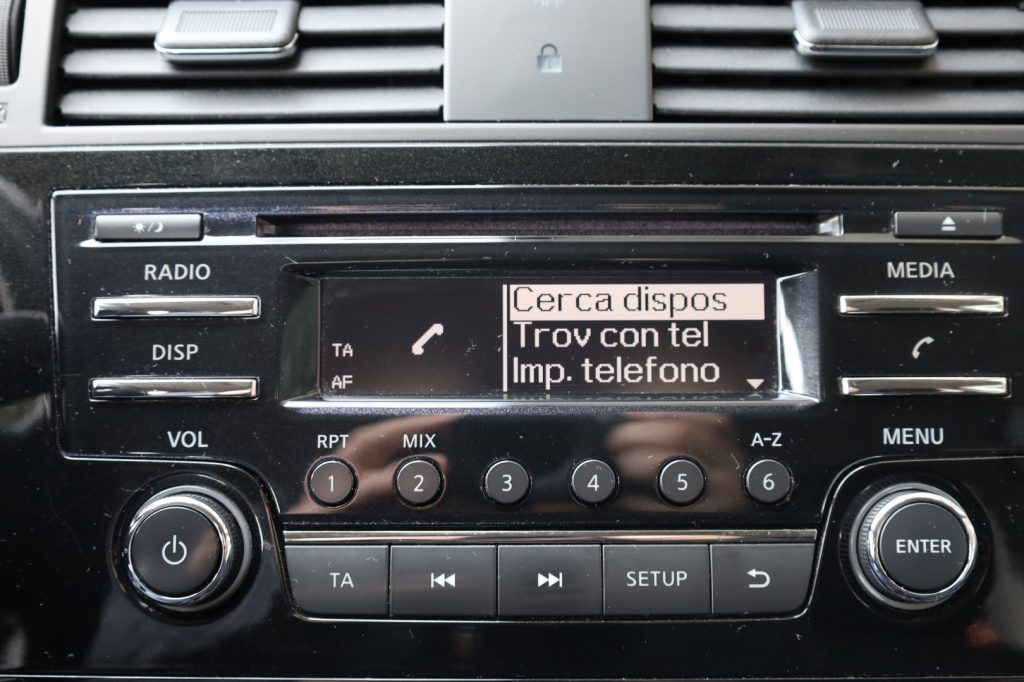 RADIO
MEDIA
Cerca dispos
TA
Trov con tel
DISP
AF
Imp. telefono
VOL
RPT
MIX
A-Z
MENU
1
2
3
4
5
6
ENTER
TA
SETUP